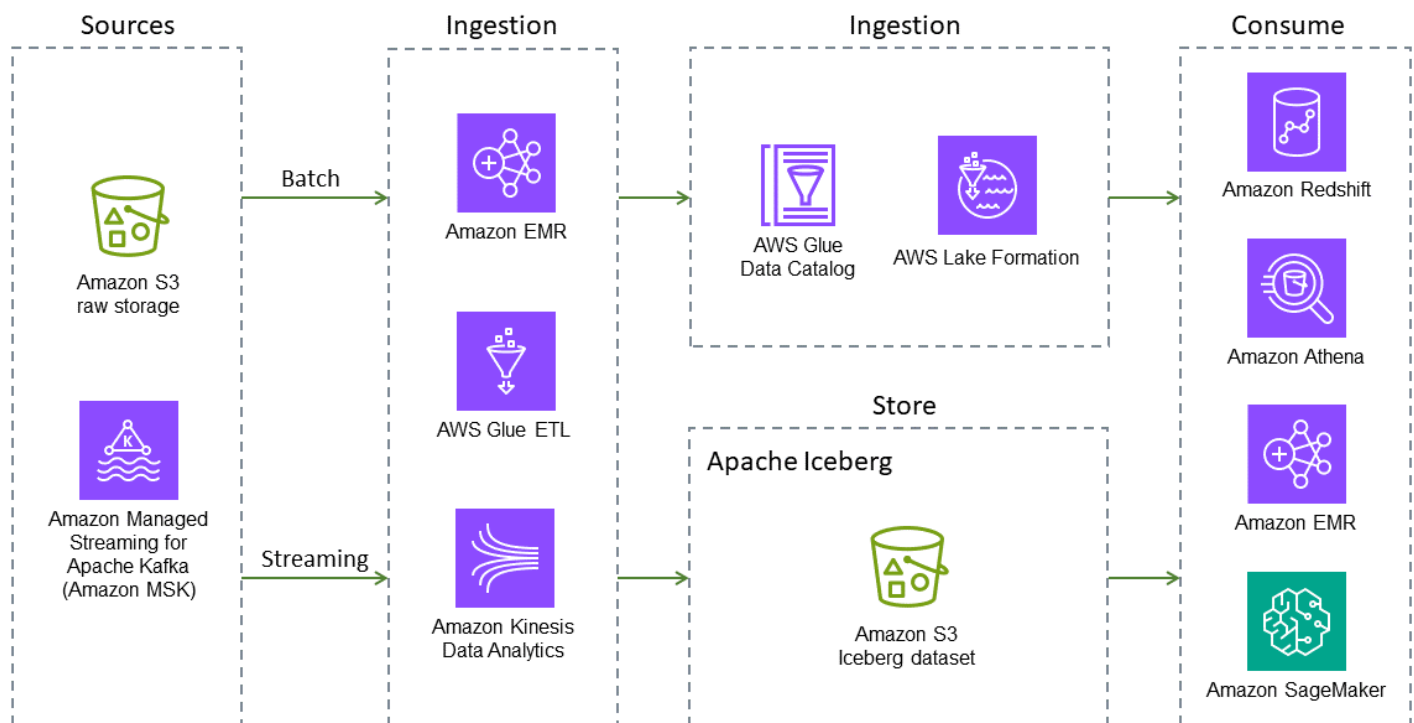 Sources
Amazon S3
raw storage
Amazon Managed
Streaming for
Apache Kafka
(Amazon MSK)
Batch
Streaming
Ingestion
Amazon EMR
AWS Glue ETL
Amazon Kinesis
Data Analytics
Ingestion
AWS Glue
Data Catalog
AWS Lake Formation
Store
Apache Iceberg
Amazon S3
Iceberg dataset
Consume
Amazon Redshift
Amazon Athena
Amazon EMR
Amazon SageMaker
K